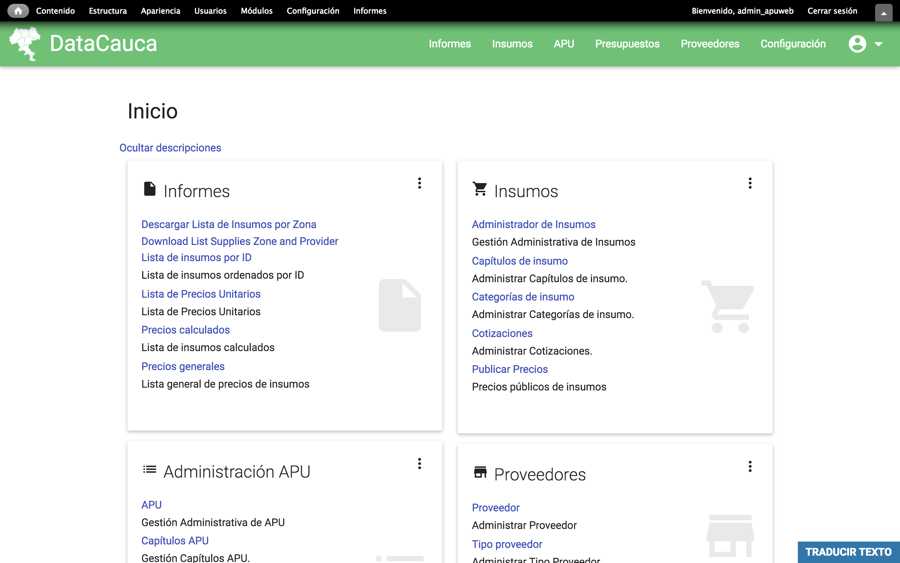 Contenido Estructura Apariencia Usuarios Módulos Configuración Informes Bienvenido, admin_apuweb Cerrar sesión
DataCauca Informes Insumos APU Presupuestos Proveedores Configuración
Inicio
Ocultar descripciones
Informes
Descargar Lista de Insumos por Zona
Download List Supplies Zone and Provider
Lista de insumos por ID
Lista de insumos ordenados por ID
Lista de Precios Unitarios
Lista de Precios Unitarios
Precios calculados
Lista de insumos calculados
Precios generales
Lista general de precios de insumos
Insumos
Administrador de Insumos
Gestión Administrativa de Insumos
Capítulos de insumo
Administrar Capítulos de insumo.
Categorías de insumo
Administrar Categorías de insumo.
Cotizaciones
Administrar Cotizaciones.
Publicar Precios
Precios públicos de insumos
Administración APU
APU
Gestión Administrativa de APU
Capítulos APU
Gestión Capítulos APU.
Proveedores
Proveedor
Administrar Proveedor
Tipo proveedor
Administrar Tipo Proveedor
TRADUCIR TEXTO